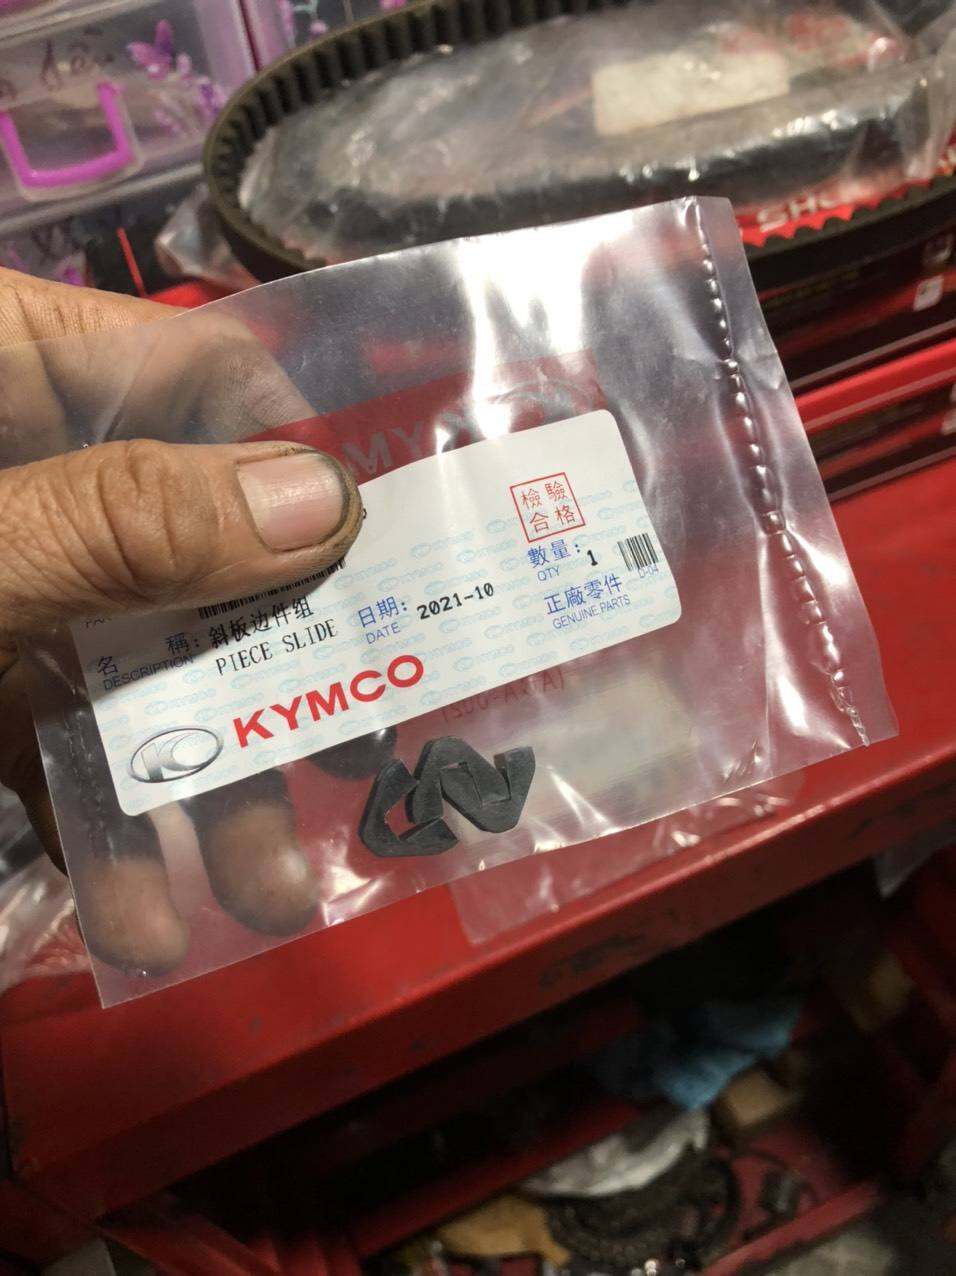 檢驗
合格
數量: 1
QTY
D-04
名稱: 斜板边件组
DESCRIPTION PIECE SLIDE
日期: 2021-10
DATE
正廠零件
GENUINE PARTS
KYMCO